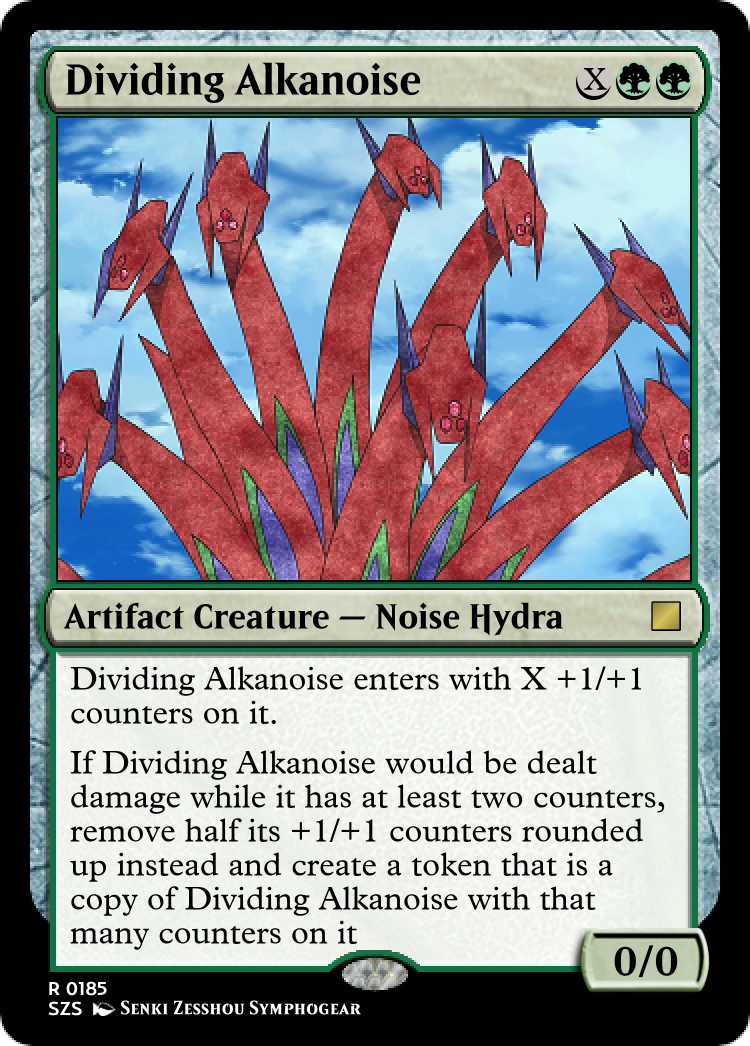 Dividing Alkanoise X
Artifact Creature — Noise Hydra
Dividing Alkanoise enters with X +1/+1
counters on it.
If Dividing Alkanoise would be dealt
damage while it has at least two counters,
remove half its +1/+1 counters rounded
up instead and create a token that is a
copy of Dividing Alkanoise with that
many counters on it
0/0
R 0185
SZS Senki Zesshou Symphogear